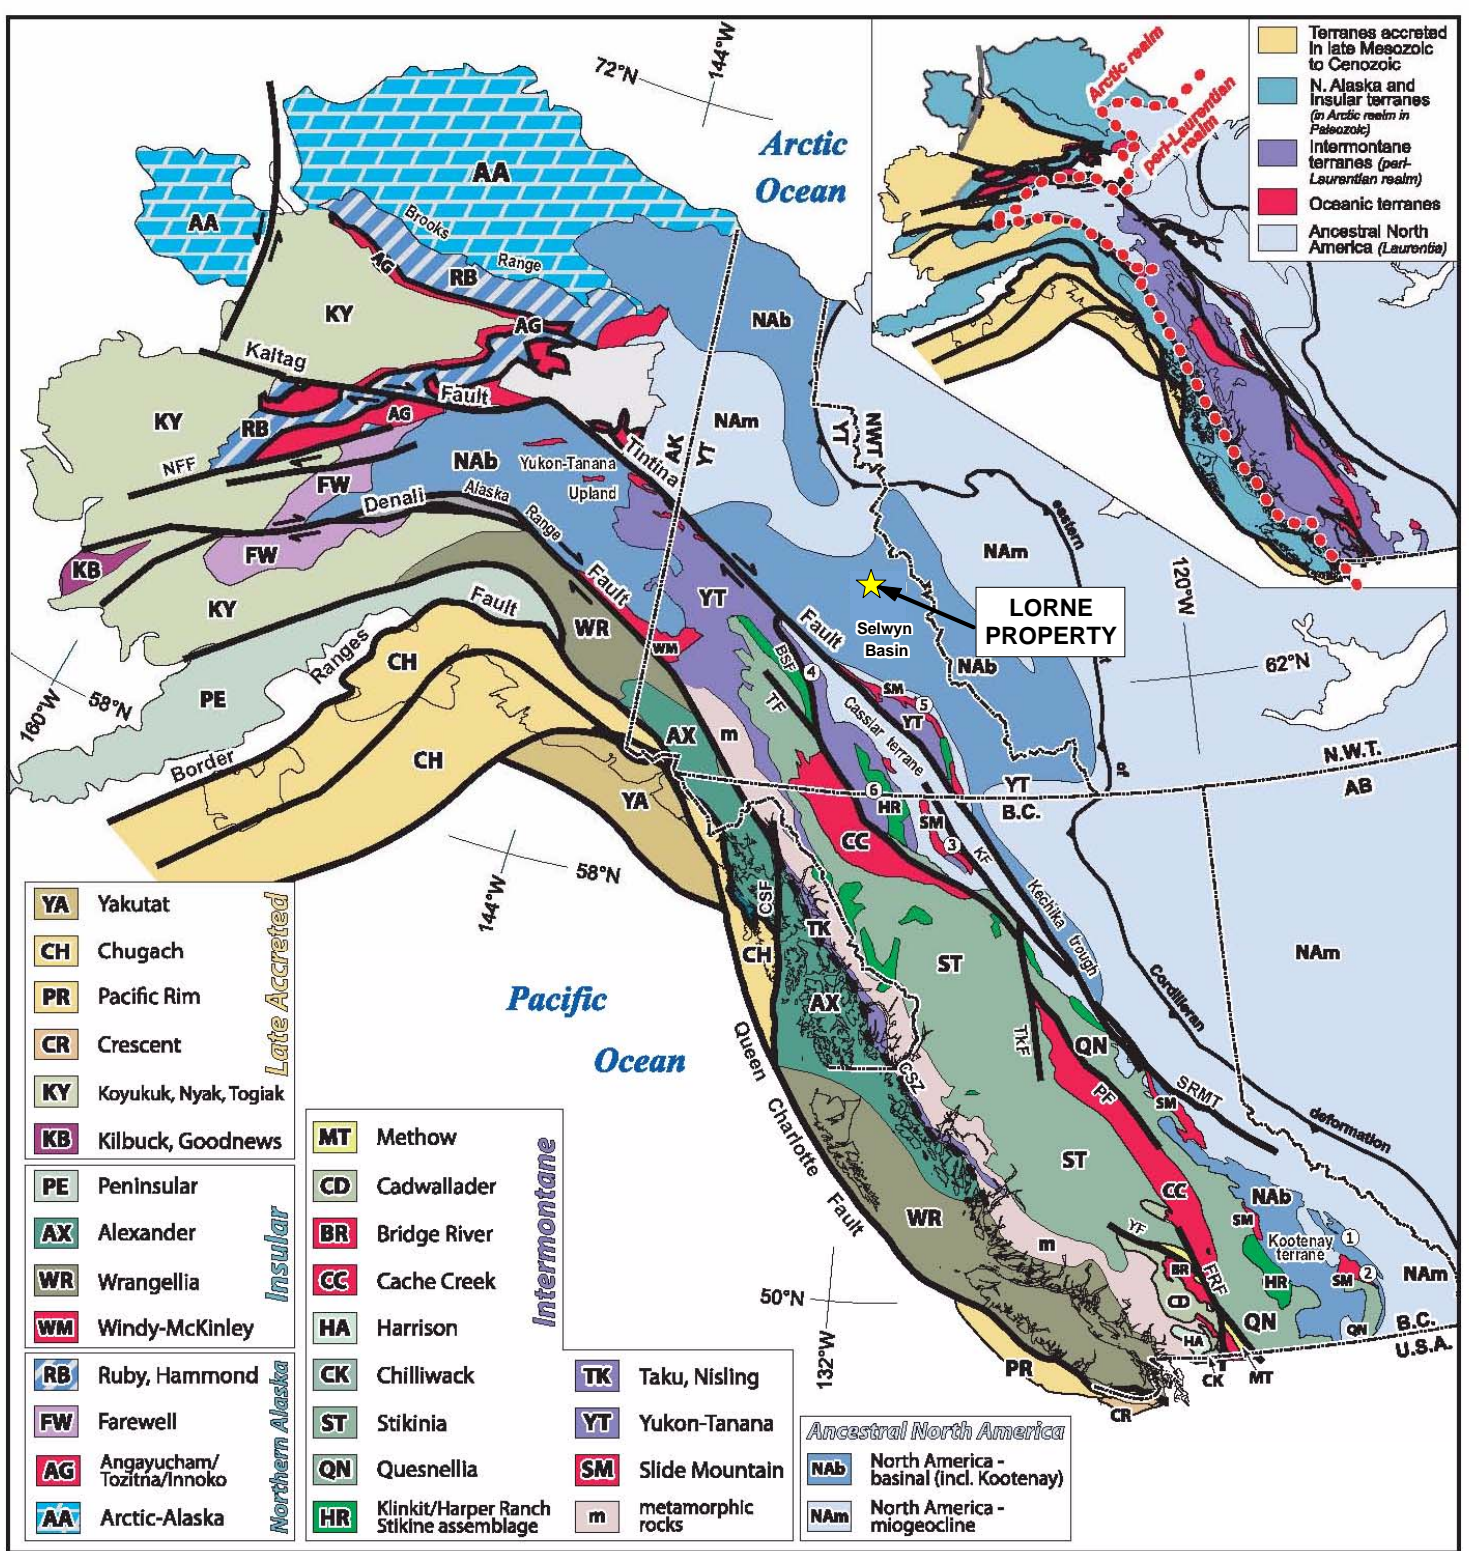 72°N
144°W
Arctic
Ocean
AA
AA
Brooks
Range
RB
AG
KY
AG
NAb
Kaltag
Fault
KY
RB
AG
NAm
AK
YT
YT
NWT
NFF
FW
NAb
Yukon-Tanana
Upland
Tintina
Denali
Alaska
Range
Fault
FW
KB
KY
YT
NAm
eastern
120°W
LORNE
PROPERTY
Selwyn
Basin
Fault
NAb
62°N
WR
WM
Fault
BSF
4
SM
5
YT
TF
Cassiar terrane
CH
Ranges
PE
58°N
160°W
Border
CH
AX
m
YA
of
N.W.T.
AB
YT
B.C.
6
HR
SM
3
KF
CC
Kechika
trough
58°N
144°W
CSF
TK
CH
ST
AX
NAm
Cordilleran
Pacific
Ocean
Queen
Charlotte
Fault
CSZ
TkF
QN
PF
SM
SRMT
deformation
ST
CC
NAb
SM
Kootenay
terrane
1
2
SM
NAm
WR
m
YF
BR
FRF
HR
CD
QN
QN
HA
B.C.
U.S.A.
50°N
132°W
PR
CR
CK
MT
Arctic realm
peri-Laurentian
realm
Terranes accreted
in late Mesozoic
to Cenozoic
N. Alaska and
Insular terranes
(in Arctic realm in
Paleozoic)
Intermontane
terranes (peri-
Laurentian realm)
Oceanic terranes
Ancestral North
America (Laurentia)
YA Yakutat
CH Chugach
PR Pacific Rim
CR Crescent
KY Koyukuk, Nyak, Togiak
KB Kilbuck, Goodnews
Late Accreted
PE Peninsular
AX Alexander
WR Wrangellia
WM Windy-McKinley
Insular
RB Ruby, Hammond
FW Farewell
AG Angayucham/
Tozitna/Innoko
AA Arctic-Alaska
Northern Alaska
MT Methow
CD Cadwallader
BR Bridge River
CC Cache Creek
HA Harrison
CK Chilliwack
ST Stikinia
QN Quesnellia
HR Klinkit/Harper Ranch
Stikine assemblage
Intermontane
TK Taku, Nisling
YT Yukon-Tanana
SM Slide Mountain
m metamorphic
rocks
Ancestral North America
NAb North America -
basinal (incl. Kootenay)
NAm North America -
miogeocline